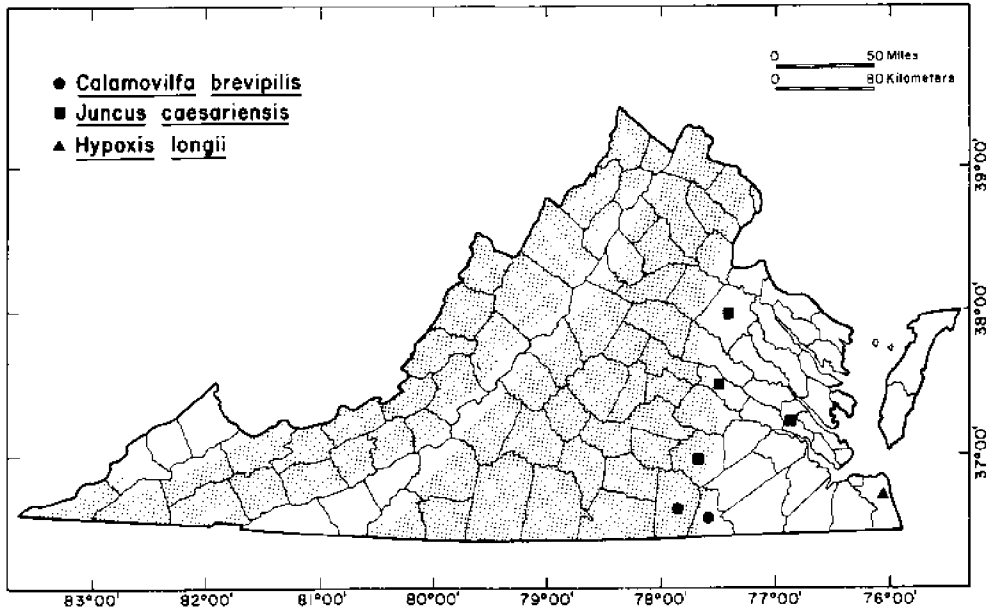 0 50 Miles
0 80 Kilometers
Calamovilfa brevipilis
Juncus caesariensis
Hypoxis longii
39°00'
38°00'
37°00'
83°00' 82°00' 81°00' 80°00' 79°00' 78°00' 77°00' 76°00'